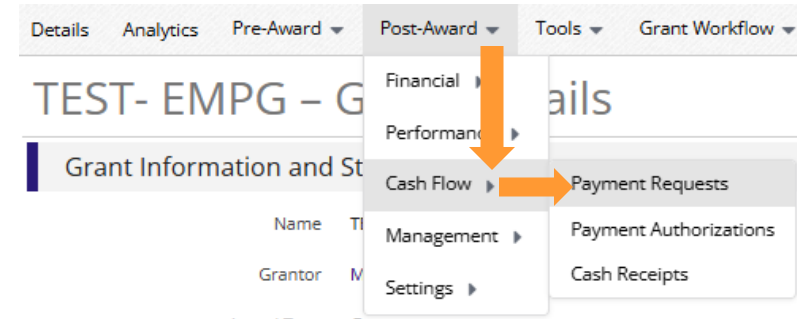 Details Analytics Pre-Award Post-Award Tools Grant Workflow
TEST- EMPG – G ails
Financial
Performanc
Grant Information and St
Cash Flow
Payment Requests
Name
Management
Payment Authorizations
Grantor M
Settings
Cash Receipts